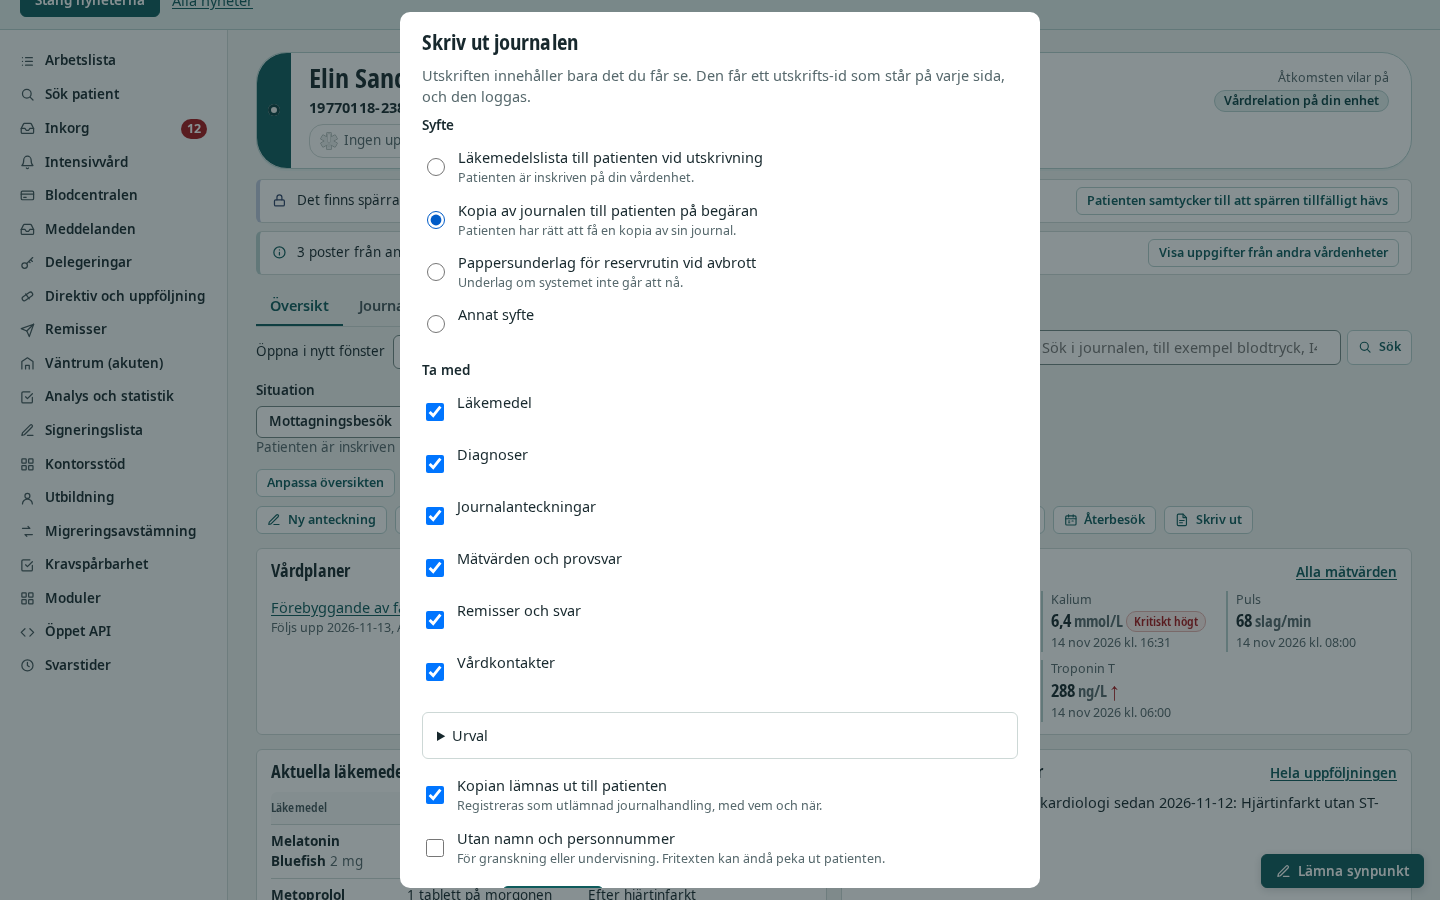 Stäng nyheterna
Alla nyheter
Arbetslista
Sök patient
Inkorg
12
Intensivvård
Blodcentralen
Meddelanden
Delegeringar
Direktiv och uppföljning
Remisser
Väntrum (akuten)
Analys och statistik
Signeringslista
Kontorsstöd
Utbildning
Migreringsavstämning
Kravspårbarhet
Moduler
Öppet API
Svarstider
Elin
19770118-238
Ingen
Åtkomsten vilar på
Vårdrelation på din enhet
Det finns
Patienten samtycker till att spärren tillfälligt hävs
3 poster från
Visa uppgifter från andra vårdenheter
Översikt
Öppna i nytt fönster
Sök i journalen, till exempel blodtryck,
Sök
Situation
Mottagningsbesök
Patienten är inskriven
Anpassa översikten
Ny anteckning
Återbesök
Skriv ut
Vårdplaner
Förebyggande av
Följs upp 2026-11-13,
Alla mätvärden
Kalium
6,4 mmol/L Kritiskt högt
14 nov 2026 kl. 16:31
Puls
68 slag/min
14 nov 2026 kl. 08:00
Troponin T
288 ng/L ↑
14 nov 2026 kl. 06:00
Aktuella
Läkemedel
Melatonin
Bluefish 2 mg
Metoprolol
1 tablett på morgonen
Efter hjärtinfarkt
Hela uppföljningen
kardiologi sedan 2026-11-12: Hjärtinfarkt utan ST-
Lämna synpunkt
Skriv ut journalen
Utskriften innehåller bara det du får se. Den får ett utskrifts-id som står på varje sida,
och den loggas.
Syfte
Läkemedelslista till patienten vid utskrivning
Patienten är inskriven på din vårdenhet.
Kopia av journalen till patienten på begäran
Patienten har rätt att få en kopia av sin journal.
Pappersunderlag för reservrutin vid avbrott
Underlag om systemet inte går att nå.
Annat syfte
Ta med
Läkemedel
Diagnoser
Journalanteckningar
Mätvärden och provsvar
Remisser och svar
Vårdkontakter
Urval
Kopian lämnas ut till patienten
Registreras som utlämnad journalhandling, med vem och när.
Utan namn och personnummer
För granskning eller undervisning. Fritexten kan ändå peka ut patienten.